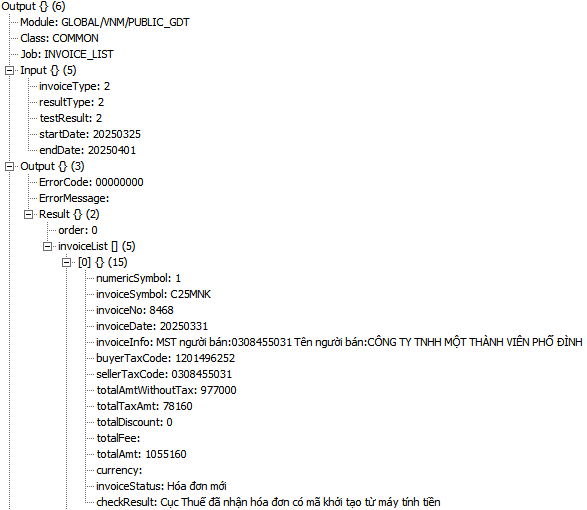 Output {} (6)
Module: GLOBAL/VNM/PUBLIC_GDT
Class: COMMON
Job: INVOICE_LIST
Input {} (5)
invoiceType: 2
resultType: 2
testResult: 2
startDate: 20250325
endDate: 20250401
Output {} (3)
ErrorCode: 00000000
ErrorMessage:
Result {} (2)
order: 0
invoiceList [] (5)
[0] {} (15)
numericSymbol: 1
invoiceSymbol: C25MNK
invoiceNo: 8468
invoiceDate: 20250331
invoiceInfo: MST người bán:0308455031 Tên người bán:CÔNG TY TNHH MỘT THÀNH VIÊN PHỐ ĐÌNH
buyerTaxCode: 1201496252
sellerTaxCode: 0308455031
totalAmtWithoutTax: 977000
totalTaxAmt: 78160
totalDiscount: 0
totalFee:
totalAmt: 1055160
currency:
invoiceStatus: Hóa đơn mới
checkResult: Cục Thuế đã nhận hóa đơn có mã khởi tạo từ máy tính tiền